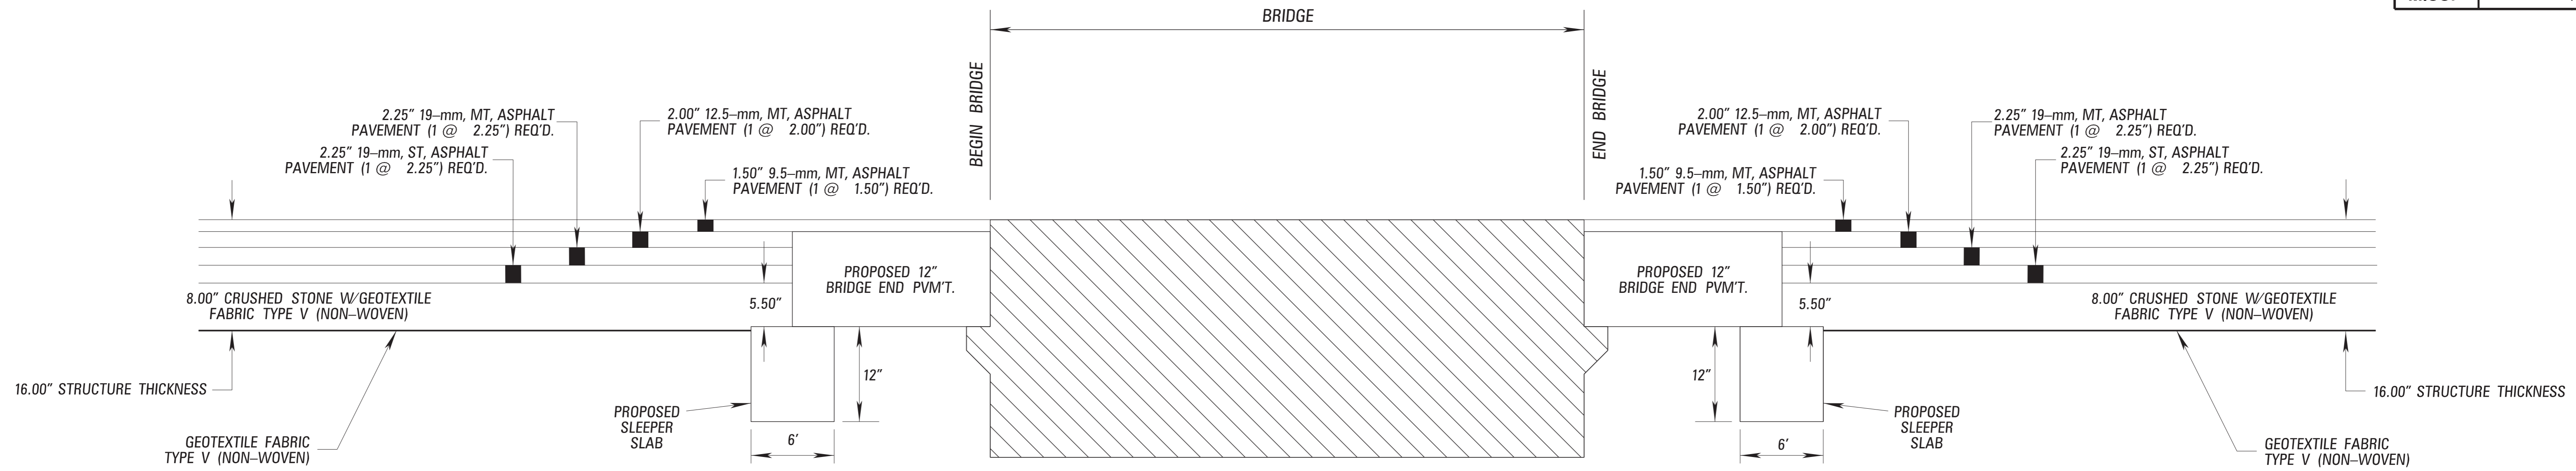 BRIDGE
BEGIN BRIDGE
END BRIDGE
2.25" 19–mm, MT, ASPHALT
PAVEMENT (1 @ 2.25") REQ'D.
2.00" 12.5–mm, MT, ASPHALT
PAVEMENT (1 @ 2.00") REQ'D.
2.25" 19–mm, ST, ASPHALT
PAVEMENT (1 @ 2.25") REQ'D.
1.50" 9.5–mm, MT, ASPHALT
PAVEMENT (1 @ 1.50") REQ'D.
2.00" 12.5–mm, MT, ASPHALT
PAVEMENT (1 @ 2.00") REQ'D.
2.25" 19–mm, MT, ASPHALT
PAVEMENT (1 @ 2.25") REQ'D.
1.50" 9.5–mm, MT, ASPHALT
PAVEMENT (1 @ 1.50") REQ'D.
2.25" 19–mm, ST, ASPHALT
PAVEMENT (1 @ 2.25") REQ'D.
8.00" CRUSHED STONE W/GEOTEXTILE
FABRIC TYPE V (NON–WOVEN)
5.50"
PROPOSED 12"
BRIDGE END PVM'T.
PROPOSED 12"
BRIDGE END PVM'T.
5.50"
8.00" CRUSHED STONE W/GEOTEXTILE
FABRIC TYPE V (NON–WOVEN)
16.00" STRUCTURE THICKNESS
12"
12"
16.00" STRUCTURE THICKNESS
PROPOSED
SLEEPER
SLAB
PROPOSED
SLEEPER
SLAB
GEOTEXTILE FABRIC
TYPE V (NON–WOVEN)
6'
6'
GEOTEXTILE FABRIC
TYPE V (NON–WOVEN)